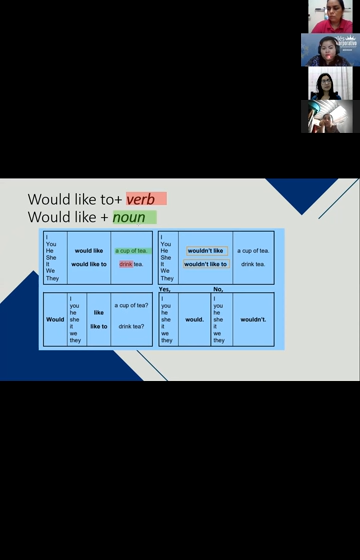 Would like to+ verb
Would like + noun
I
You
He
She
It
We
They
would like
would like to
a cup of tea.
drink tea.
I
You
He
She
It
We
They
wouldn't like
wouldn't like to
a cup of tea.
drink tea.
Would
I
you
he
she
it
we
they
like
like to
a cup of tea?
drink tea?
Yes,
I
you
he
she
it
we
they
would.
No,
I
you
he
she
it
we
they
wouldn't.